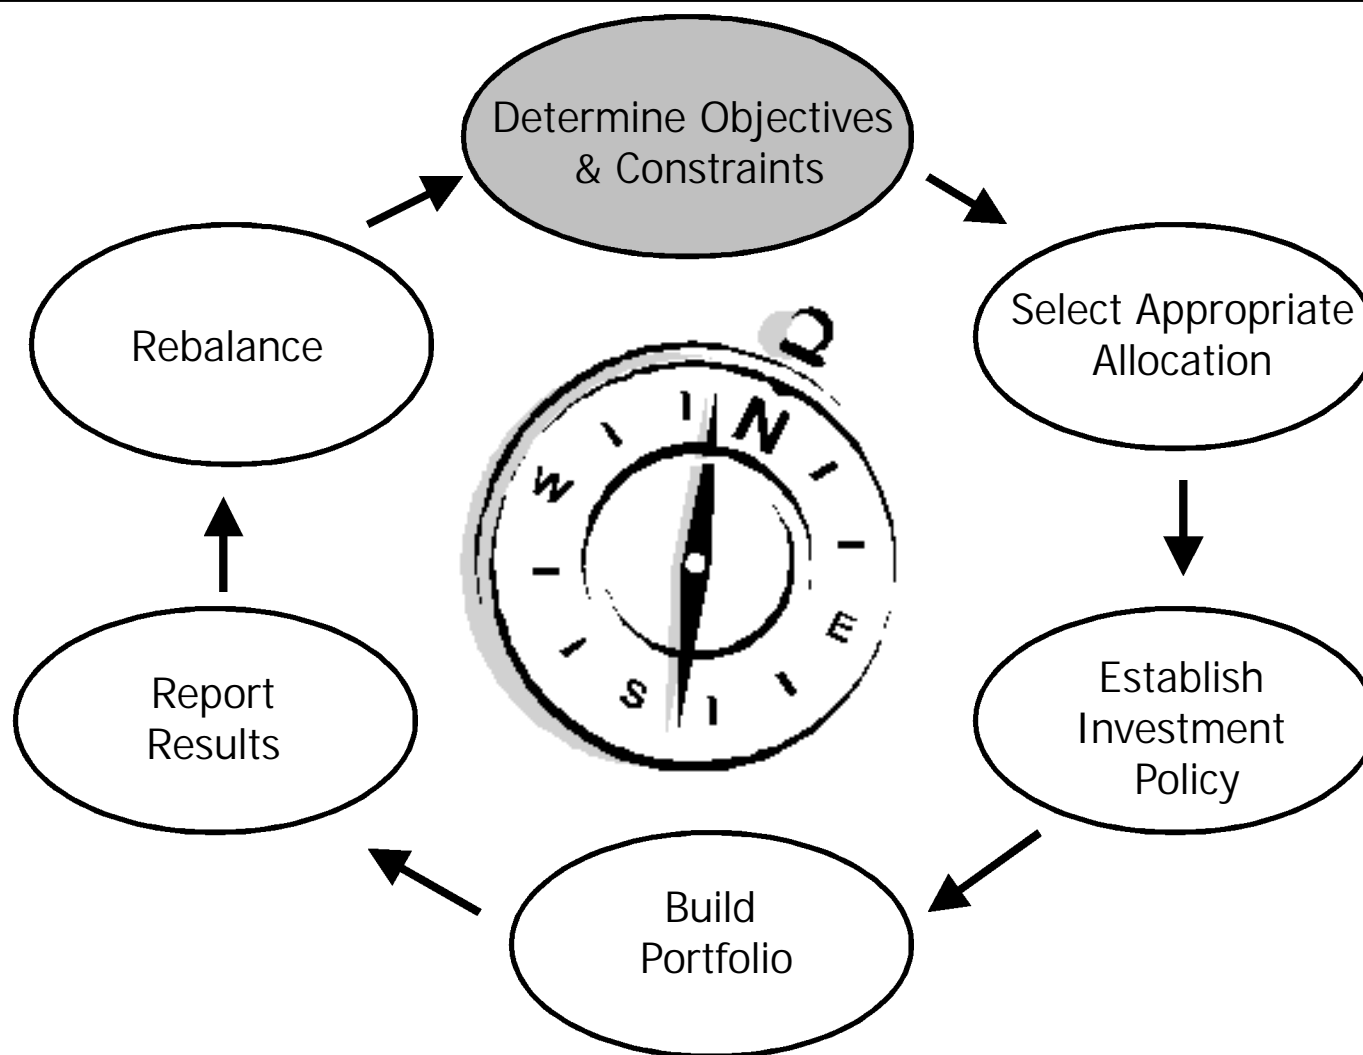 Determine Objectives
& Constraints
Select Appropriate
Allocation
Establish
Investment
Policy
Build
Portfolio
Report
Results
Rebalance
N
E
S
W